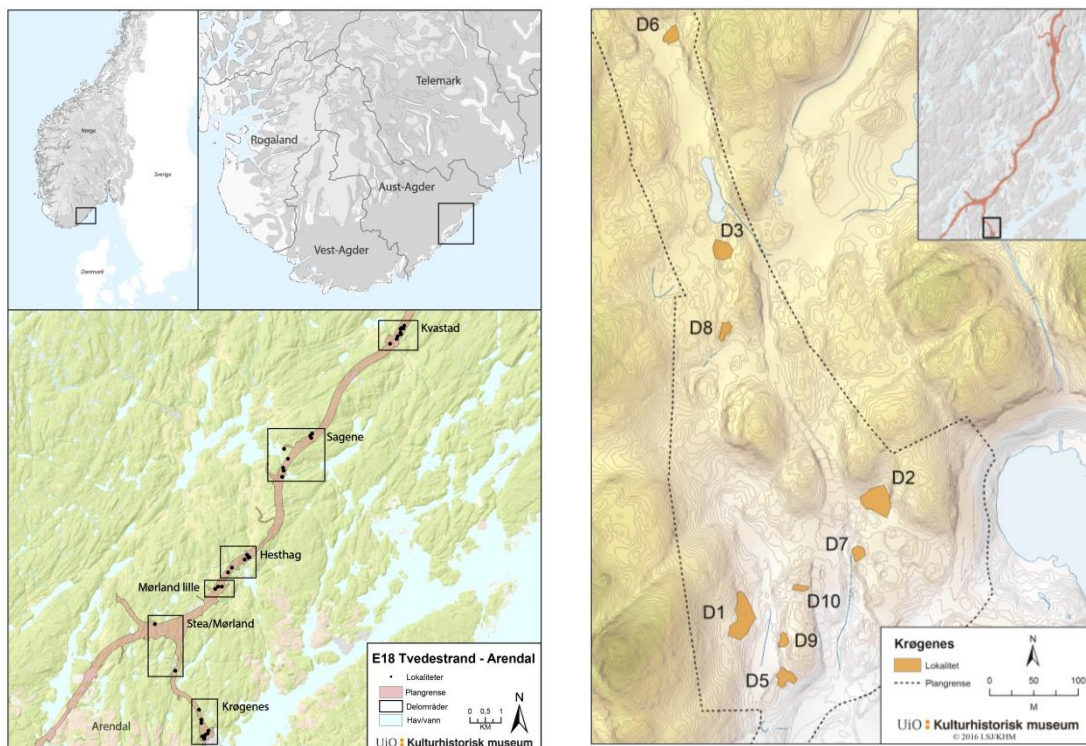 Norge
Sverige
Danmark
Telemark
Rogaland
Aust-Agder
Vest-Agder
Kvastad
Sagene
Hesthag
Mørland lille
Stea/Mørland
Krøgenes
Arendal
E18 Tvedestrand - Arendal
Lokaliteter
Plangrense
Delområder
Hav/vann
N
0 0,5 1
KM
UiO Kulturhistorisk museum
D6
D3
D8
D2
D7
D10
D1
D9
D5
Krøgenes
Lokalitet
Plangrense
N
0 50 100
M
UiO Kulturhistorisk museum
© 2016 LSJ/KHM